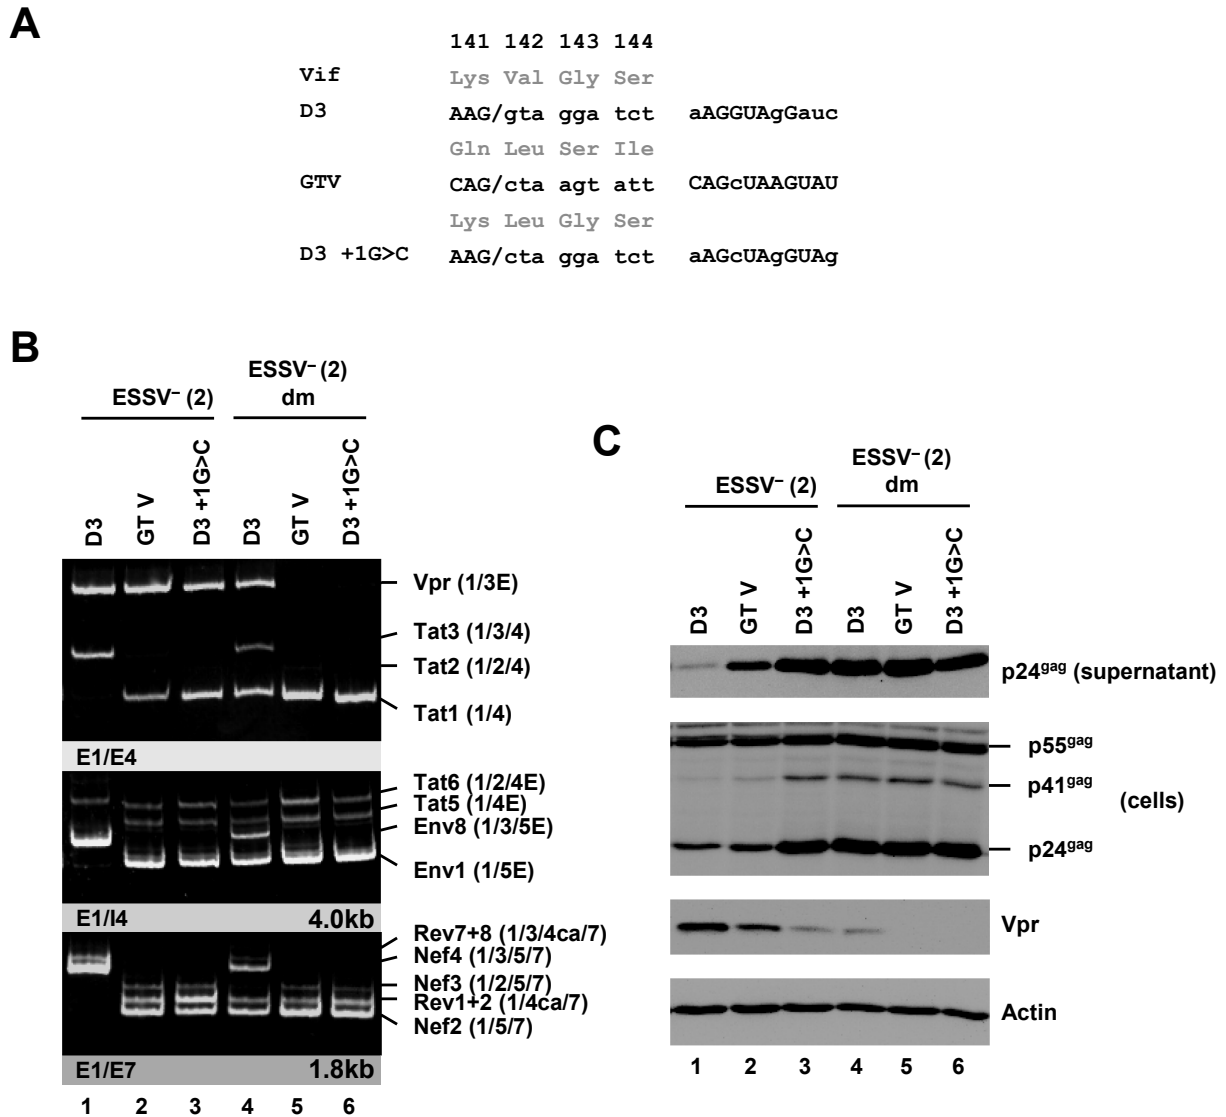 A
141 142 143 144
Vif Lys Val Gly Ser
D3 AAG/gta gga tct aAGGUAgGauc
Gln Leu Ser Ile
GTV CAG/cta agt att CAGcUAAGUAU
Lys Leu Gly Ser
D3 +1G>C AAG/cta gga tct aAGcUAgGUAg
B
ESSV– (2) ESSV– (2) dm
D3 GT V D3 +1G>C D3 GT V D3 +1G>C
Vpr (1/3E)
Tat3 (1/3/4)
Tat2 (1/2/4)
Tat1 (1/4)
E1/E4
Tat6 (1/2/4E)
Tat5 (1/4E)
Env8 (1/3/5E)
Env1 (1/5E)
E1/I4 4.0kb
Rev7+8 (1/3/4ca/7)
Nef4 (1/3/5/7)
Nef3 (1/2/5/7)
Rev1+2 (1/4ca/7)
Nef2 (1/5/7)
E1/E7 1.8kb
1 2 3 4 5 6
C
ESSV– (2) ESSV– (2) dm
D3 GT V D3 +1G>C D3 GT V D3 +1G>C
p24gag (supernatant)
p55gag
p41gag
(cells)
p24gag
Vpr
Actin
1 2 3 4 5 6